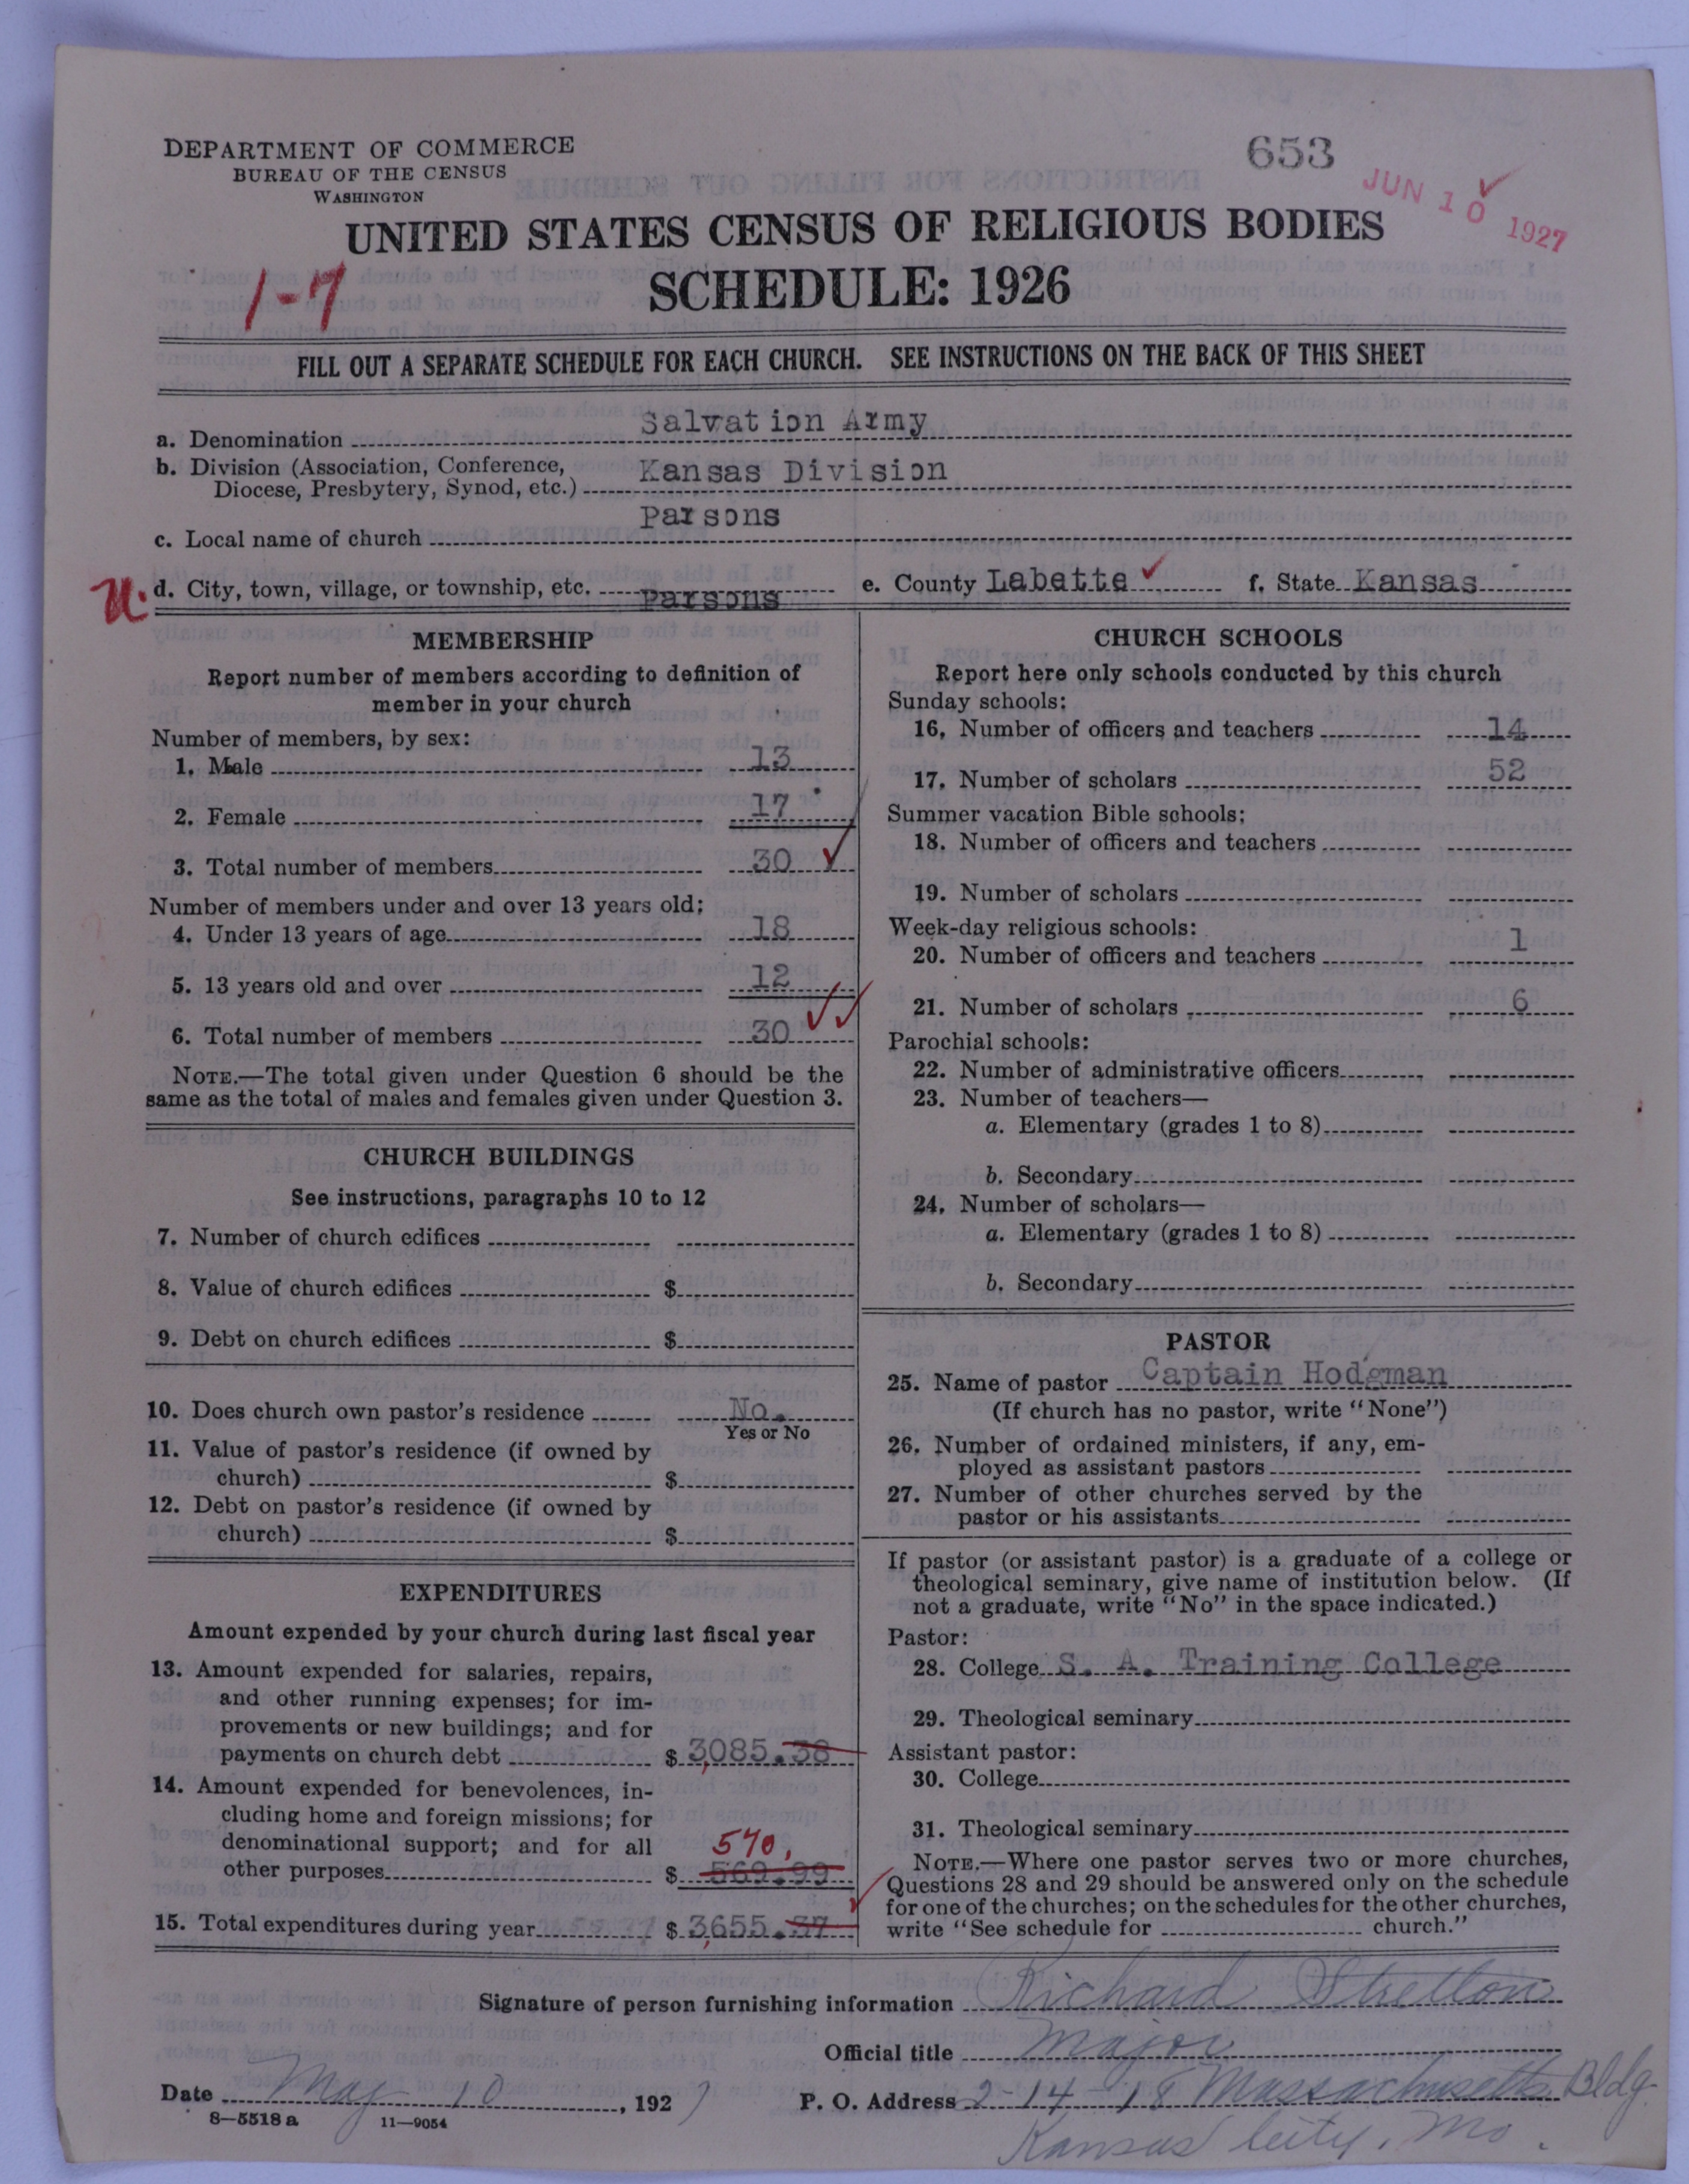 DEPARTMENT OF COMMERCE
BUREAU OF THE CENSUS
WASHINGTON
653
JUN 10 1927
UNITED STATES CENSUS OF RELIGIOUS BODIES
1-7
SCHEDULE: 1926
FILL OUT A SEPARATE SCHEDULE FOR EACH CHURCH. SEE INSTRUCTIONS ON THE BACK OF THIS SHEET
a. Denomination Salvation Army
b. Division (Association, Conference, Diocese, Presbytery, Synod, etc.) Kansas Division
c. Local name of church Parsons
U. d. City, town, village, or township, etc. Parsons e. County Labette f. State Kansas
MEMBERSHIP
Report number of members according to definition of
member in your church
Number of members, by sex:
1. Male 13
2. Female 17
3. Total number of members 30
Number of members under and over 13 years old:
4. Under 13 years of age 18
5. 13 years old and over 12
6. Total number of members 30
NOTE.—The total given under Question 6 should be the
same as the total of males and females given under Question 3.
CHURCH BUILDINGS
See instructions, paragraphs 10 to 12
7. Number of church edifices
8. Value of church edifices $
9. Debt on church edifices $
10. Does church own pastor's residence No.
Yes or No
11. Value of pastor's residence (if owned by
church) $
12. Debt on pastor's residence (if owned by
church) $
EXPENDITURES
Amount expended by your church during last fiscal year
13. Amount expended for salaries, repairs,
and other running expenses; for im-
provements or new buildings; and for
payments on church debt $ 3,085.38
14. Amount expended for benevolences, in-
cluding home and foreign missions; for
denominational support; and for all 570,
other purposes $ 569.99
15. Total expenditures during year $ 3,655.37
CHURCH SCHOOLS
Report here only schools conducted by this church
Sunday schools:
16. Number of officers and teachers 14
17. Number of scholars 52
Summer vacation Bible schools:
18. Number of officers and teachers
19. Number of scholars
Week-day religious schools:
20. Number of officers and teachers 1
21. Number of scholars 6
Parochial schools:
22. Number of administrative officers
23. Number of teachers—
a. Elementary (grades 1 to 8)
b. Secondary
24. Number of scholars—
a. Elementary (grades 1 to 8)
b. Secondary
PASTOR
25. Name of pastor Captain Hodgman
(If church has no pastor, write "None")
26. Number of ordained ministers, if any, em-
ployed as assistant pastors
27. Number of other churches served by the
pastor or his assistants
If pastor (or assistant pastor) is a graduate of a college or
theological seminary, give name of institution below. (If
not a graduate, write "No" in the space indicated.)
Pastor:
28. College S. A. Training College
29. Theological seminary
Assistant pastor:
30. College
31. Theological seminary
NOTE.—Where one pastor serves two or more churches,
Questions 28 and 29 should be answered only on the schedule
for one of the churches; on the schedules for the other churches,
write "See schedule for church."
Signature of person furnishing information Richard Stretton
Official title Major
Date May 10, 1927 P. O. Address 2-14-18 Massachusetts Bldg.
8—5518 a 11—9054
Kansas City, Mo.